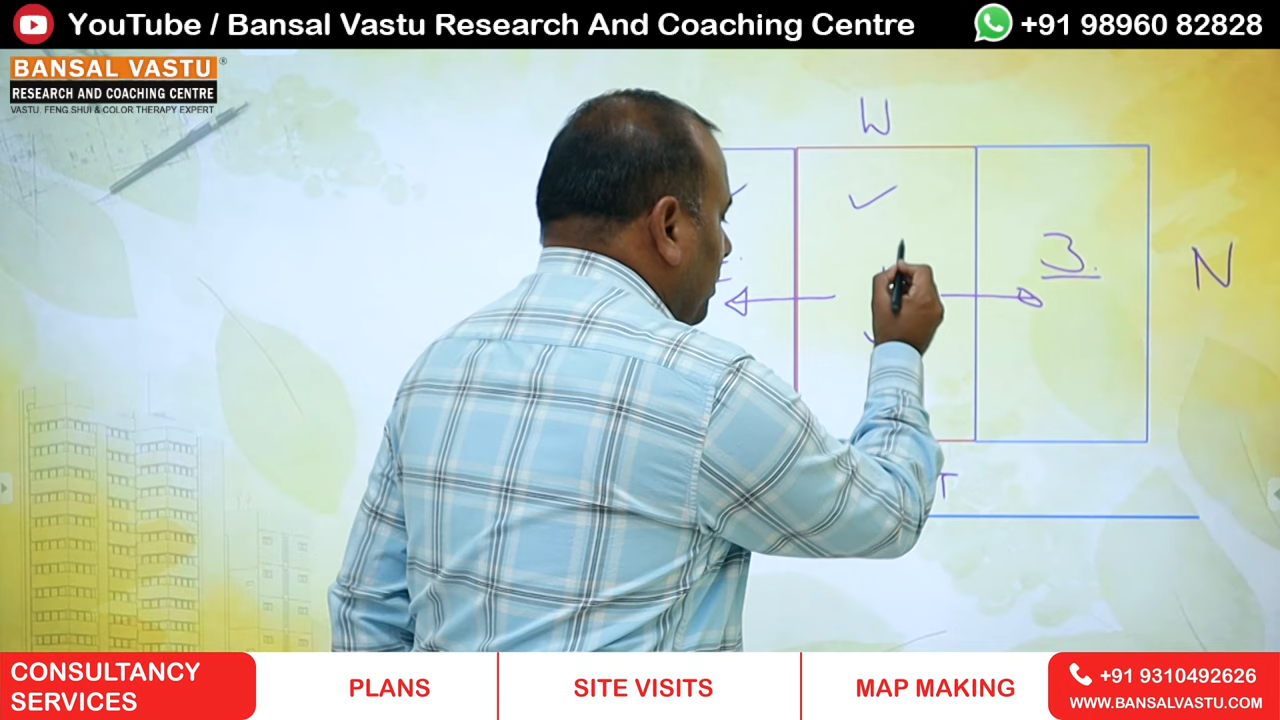 YouTube / Bansal Vastu Research And Coaching Centre
+91 98960 82828
BANSAL VASTU®
RESEARCH AND COACHING CENTRE
VASTU, FENG SHUI & COLOR THERAPY EXPERT
W
3.
N
CONSULTANCY
SERVICES
PLANS
SITE VISITS
MAP MAKING
+91 9310492626
WWW.BANSALVASTU.COM